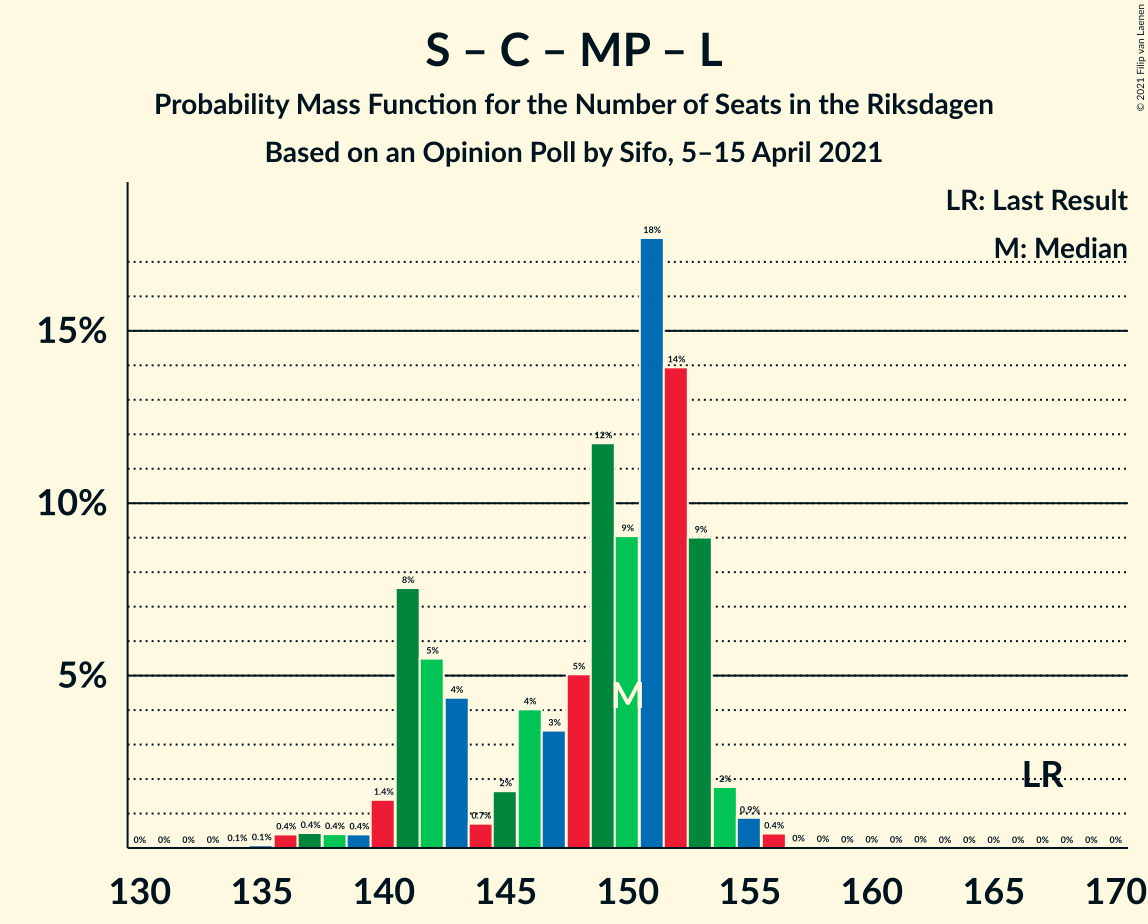 S – C – MP – L
Probability Mass Function for the Number of Seats in the Riksdagen
Based on an Opinion Poll by Sifo, 5–15 April 2021
© 2021 Filip van Laenen
LR: Last Result
M: Median
15%
10%
5%
0% 0% 0% 0% 0.1% 0.1% 0.4% 0.4% 0.4% 0.4% 1.4% 8% 5% 4% 0.7% 2% 4% 3% 5% 12% 9% 18% 14% 9% 2% 0.9% 0.4% 0% 0% 0% 0% 0% 0% 0% 0% 0% 0% 0% 0% 0% 0%
M
LR
130 135 140 145 150 155 160 165 170